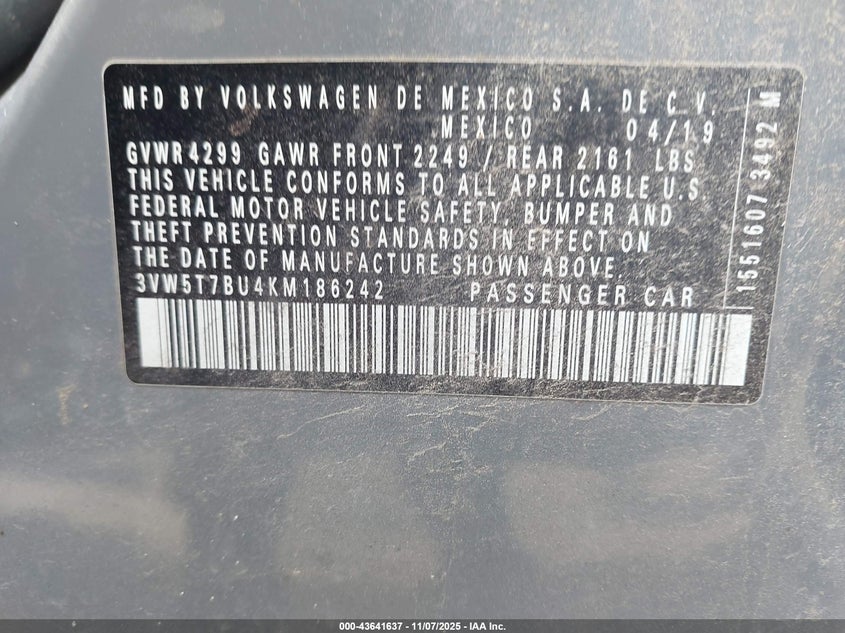 MFD BY VOLKSWAGEN DE MEXICO S.A. DE C.V.
MEXICO 04/19
GVWR 4299 GAWR FRONT 2249 / REAR 2161 LBS
THIS VEHICLE CONFORMS TO ALL APPLICABLE U.S.
FEDERAL MOTOR VEHICLE SAFETY, BUMPER AND
THEFT PREVENTION STANDARDS IN EFFECT ON
THE DATE OF MANUFACTURE SHOWN ABOVE.
3VW5T7BU4KM186242 PASSENGER CAR
1551607 3492 M
000-43641637 - 11/07/2025 - IAA Inc.